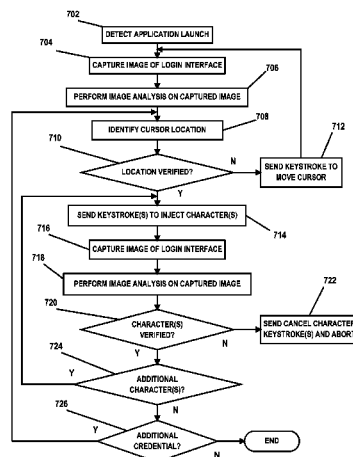 702
DETECT APPLICATION LAUNCH
704
CAPTURE IMAGE OF LOGIN INTERFACE
706
PERFORM IMAGE ANALYSIS ON CAPTURED IMAGE
708
IDENTIFY CURSOR LOCATION
710
712
LOCATION VERIFIED?
N
SEND KEYSTROKE TO
MOVE CURSOR
Y
SEND KEYSTROKE(S) TO INJECT CHARACTER(S)
714
716
CAPTURE IMAGE OF LOGIN INTERFACE
718
PERFORM IMAGE ANALYSIS ON CAPTURED IMAGE
720
722
CHARACTER(S)
VERIFIED?
N
SEND CANCEL CHARACTER
KEYSTROKE(S) AND ABORT
Y
724
Y
ADDITIONAL
CHARACTER(S)?
N
726
Y
ADDITIONAL
CREDENTIAL?
N
END